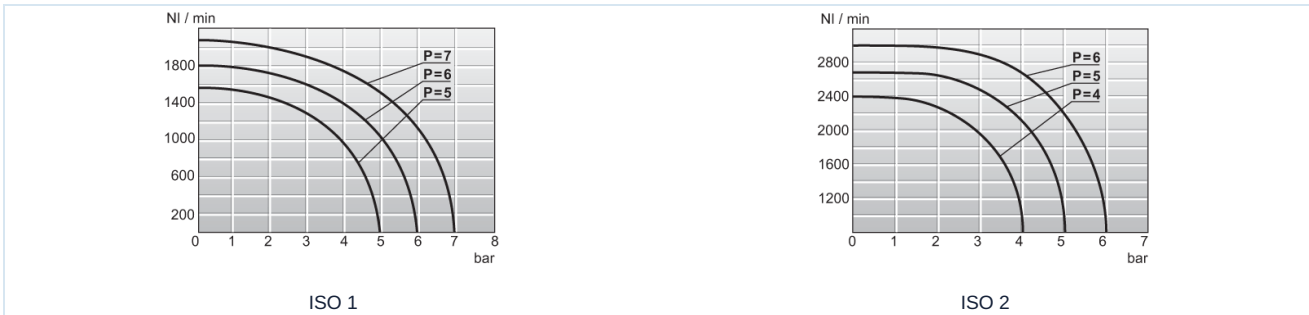 Nl / min
1800
1400
1000
600
200
P=7
P=6
P=5
0 1 2 3 4 5 6 7 8
bar
ISO 1
Nl / min
2800
2400
2000
1600
1200
P=6
P=5
P=4
0 1 2 3 4 5 6 7
bar
ISO 2